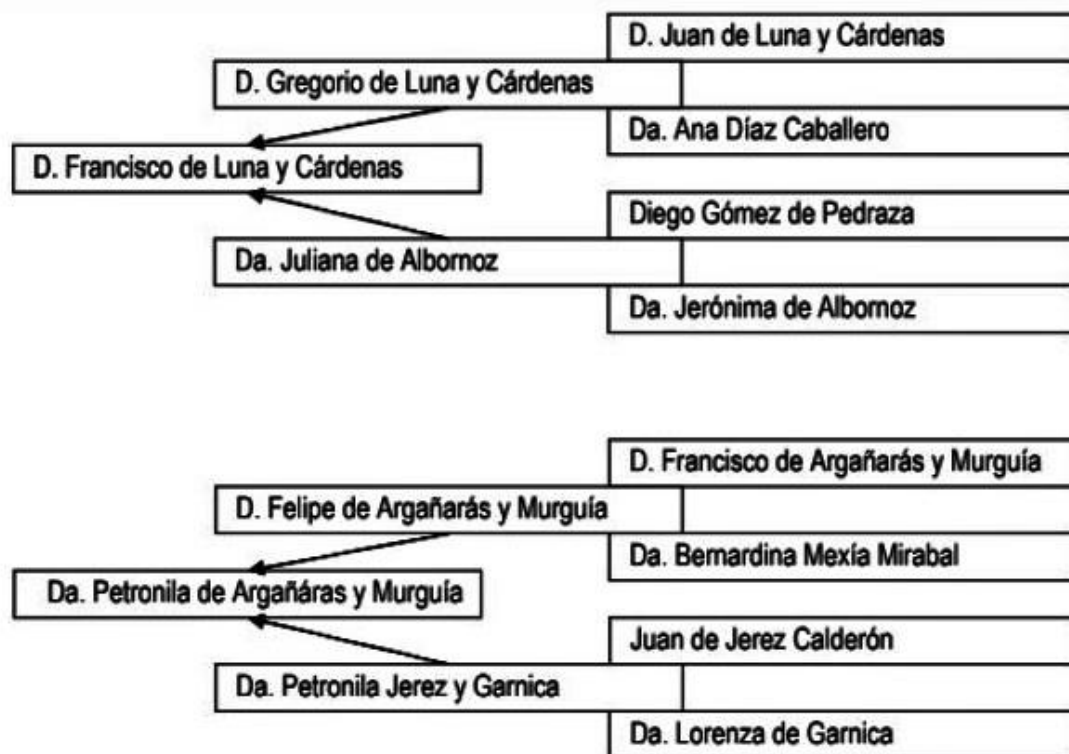 D. Juan de Luna y Cárdenas
D. Gregorio de Luna y Cárdenas
Da. Ana Díaz Caballero
D. Francisco de Luna y Cárdenas
Diego Gómez de Pedraza
Da. Juliana de Albornoz
Da. Jerónima de Albornoz
D. Francisco de Argañarás y Murguía
D. Felipe de Argañarás y Murguía
Da. Bernardina Mexía Mirabal
Da. Petronila de Argañáras y Murguía
Juan de Jerez Calderón
Da. Petronila Jerez y Garnica
Da. Lorenza de Garnica